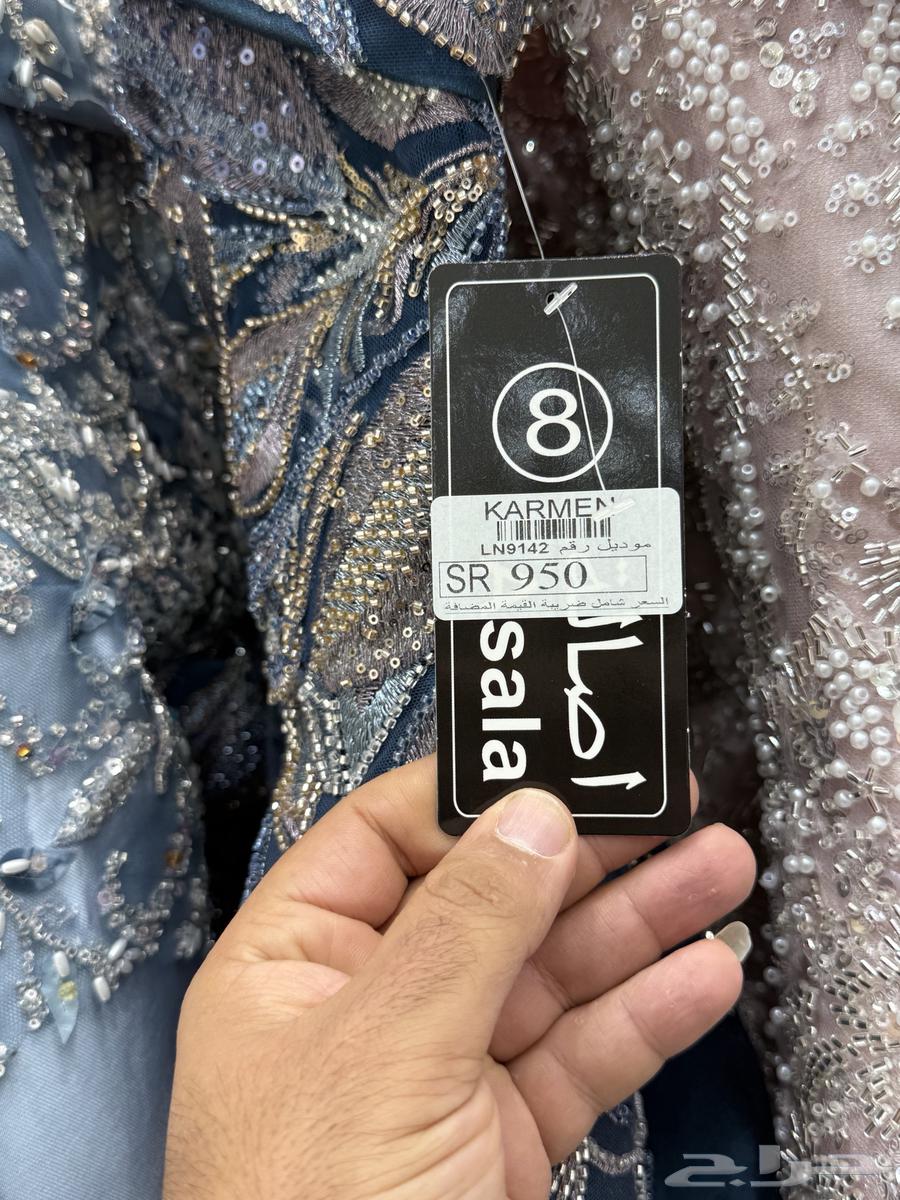 8
KARMEN
موديل رقم LN9142
SR 950
السعر شامل ضريبة القيمة المضافة
sala
اصالة
حراج